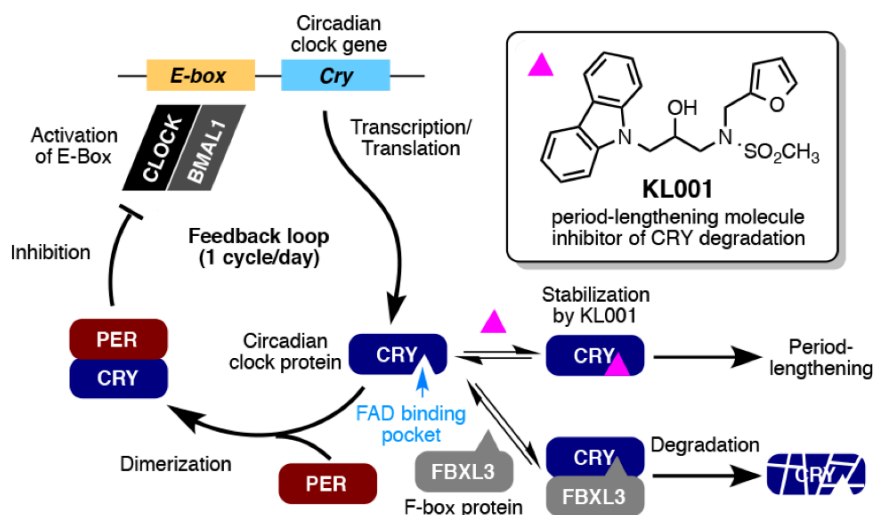 Circadian
clock gene
E-box
Cry
Activation
of E-Box
CLOCK
BMAL1
Transcription/
Translation
Inhibition
Feedback loop
(1 cycle/day)
OH
N
N
O
SO2CH3
KL001
period-lengthening molecule
inhibitor of CRY degradation
PER
CRY
Circadian
clock protein
CRY
Stabilization
by KL001
CRY
Period-
lengthening
FAD binding
pocket
Dimerization
PER
FBXL3
F-box protein
CRY
FBXL3
Degradation
CRY